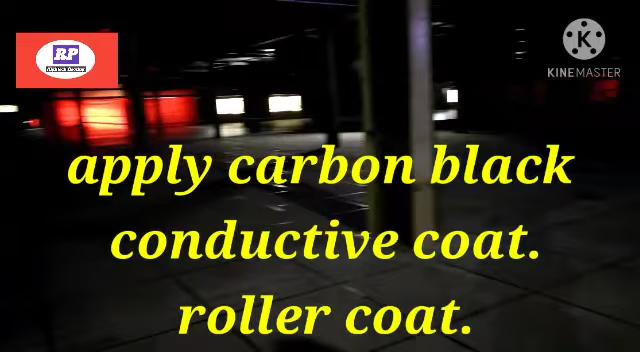 RP
KINEMASTER
apply carbon black
conductive coat.
roller coat.